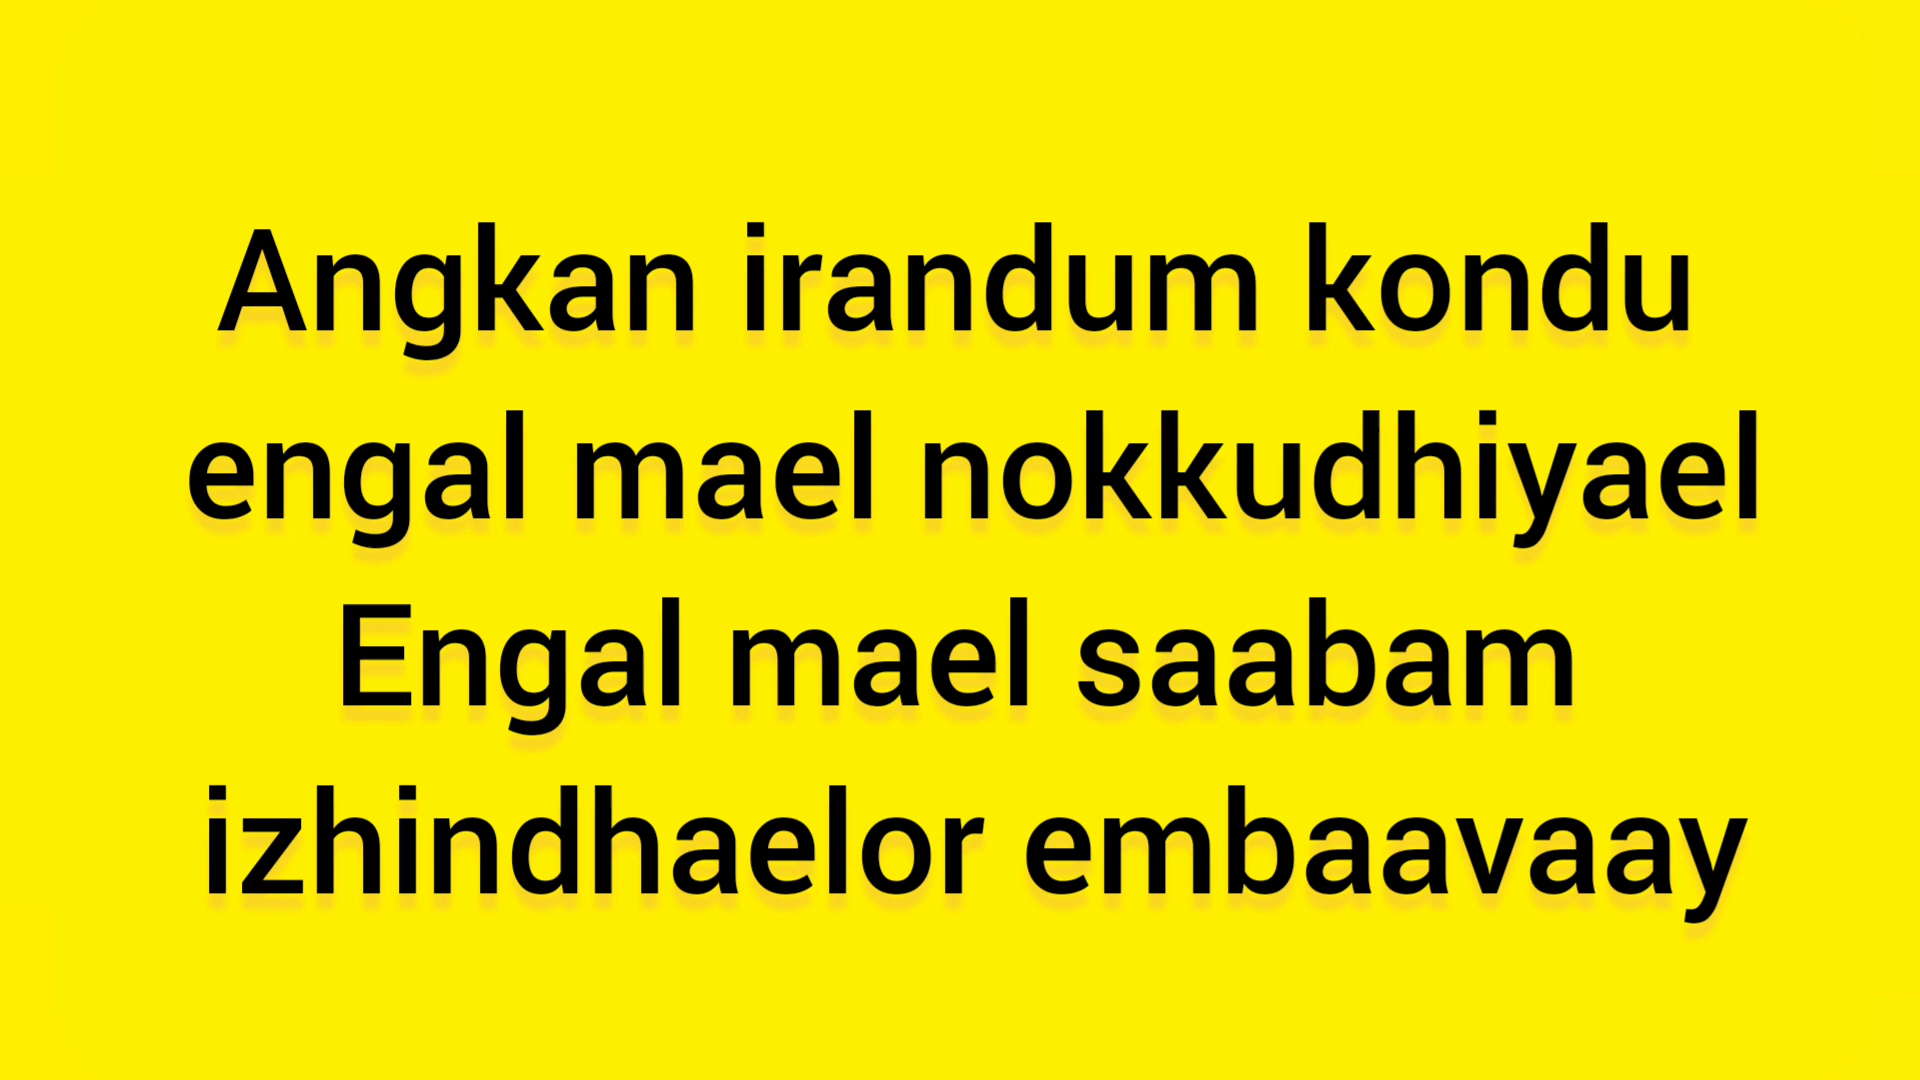 Angkan irandum kondu
engal mael nokkudhiyael
Engal mael saabam
izhindhaelor embaavaay